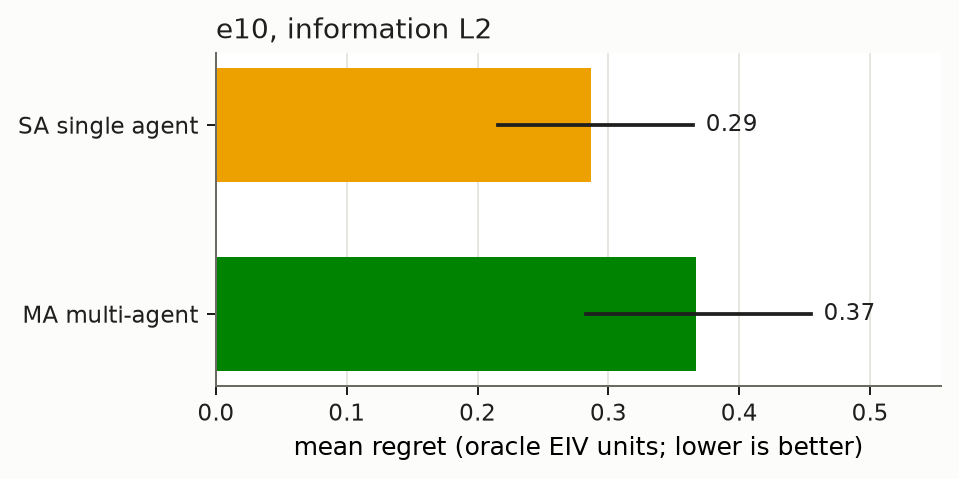 e10, information L2
SA single agent
0.29
MA multi-agent
0.37
0.0 0.1 0.2 0.3 0.4 0.5
mean regret (oracle EIV units; lower is better)